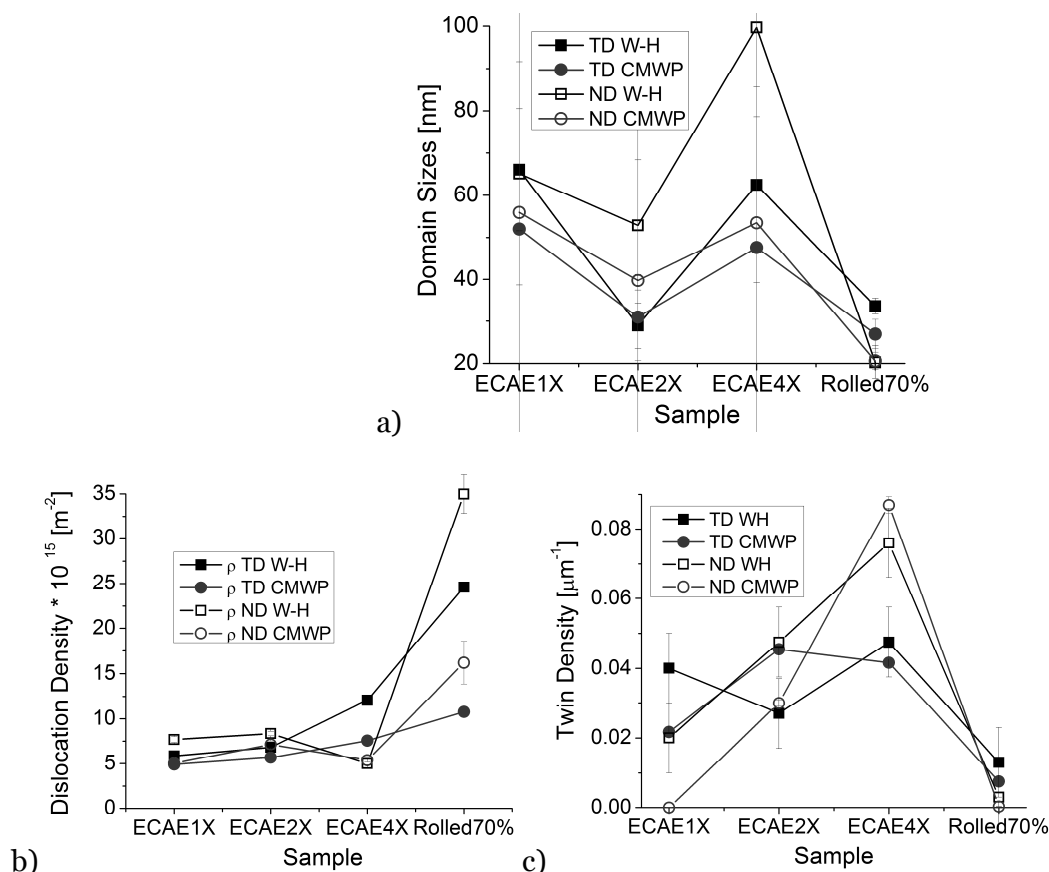 100
80
60
40
20
Domain Sizes [nm]
TD W-H
TD CMWP
ND W-H
ND CMWP
ECAE1X ECAE2X ECAE4X Rolled70%
Sample
a)
35
30
25
20
15
10
5
0
Dislocation Density * 10 ¹⁵ [m⁻²]
ρ TD W-H
ρ TD CMWP
ρ ND W-H
ρ ND CMWP
ECAE1X ECAE2X ECAE4X Rolled70%
Sample
b)
0.08
0.06
0.04
0.02
0.00
Twin Density [μm⁻¹]
TD WH
TD CMWP
ND WH
ND CMWP
ECAE1X ECAE2X ECAE4X Rolled70%
Sample
c)